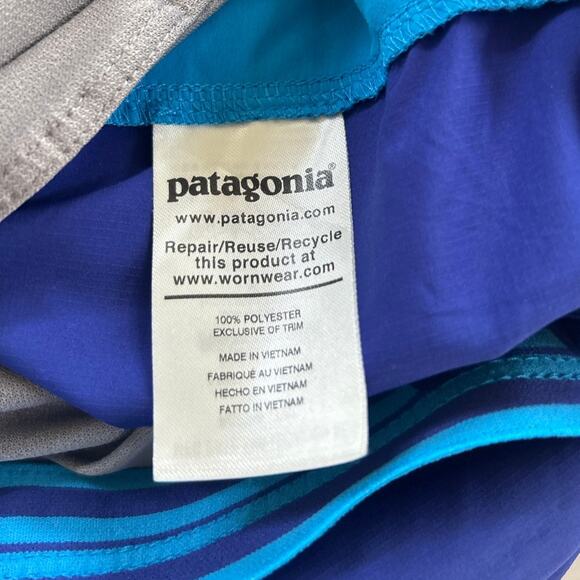 patagonia®
www.patagonia.com
Repair/Reuse/Recycle
this product at
www.wornwear.com
100% POLYESTER
EXCLUSIVE OF TRIM
MADE IN VIETNAM
FABRIQUÉ AU VIETNAM
HECHO EN VIETNAM
FATTO IN VIETNAM